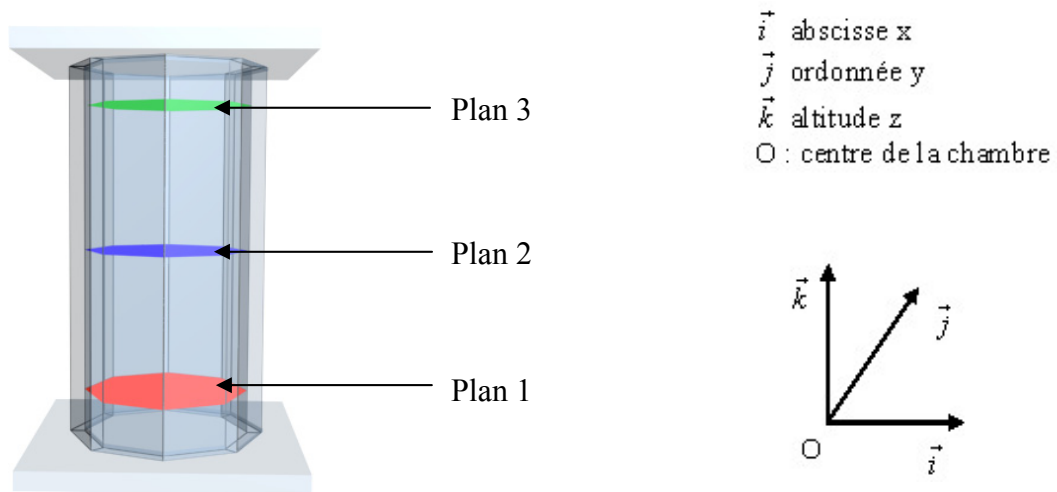 Plan 3
Plan 2
Plan 1
i abscisse x
j ordonnée y
k altitude z
O : centre de la chambre
k
j
O
i